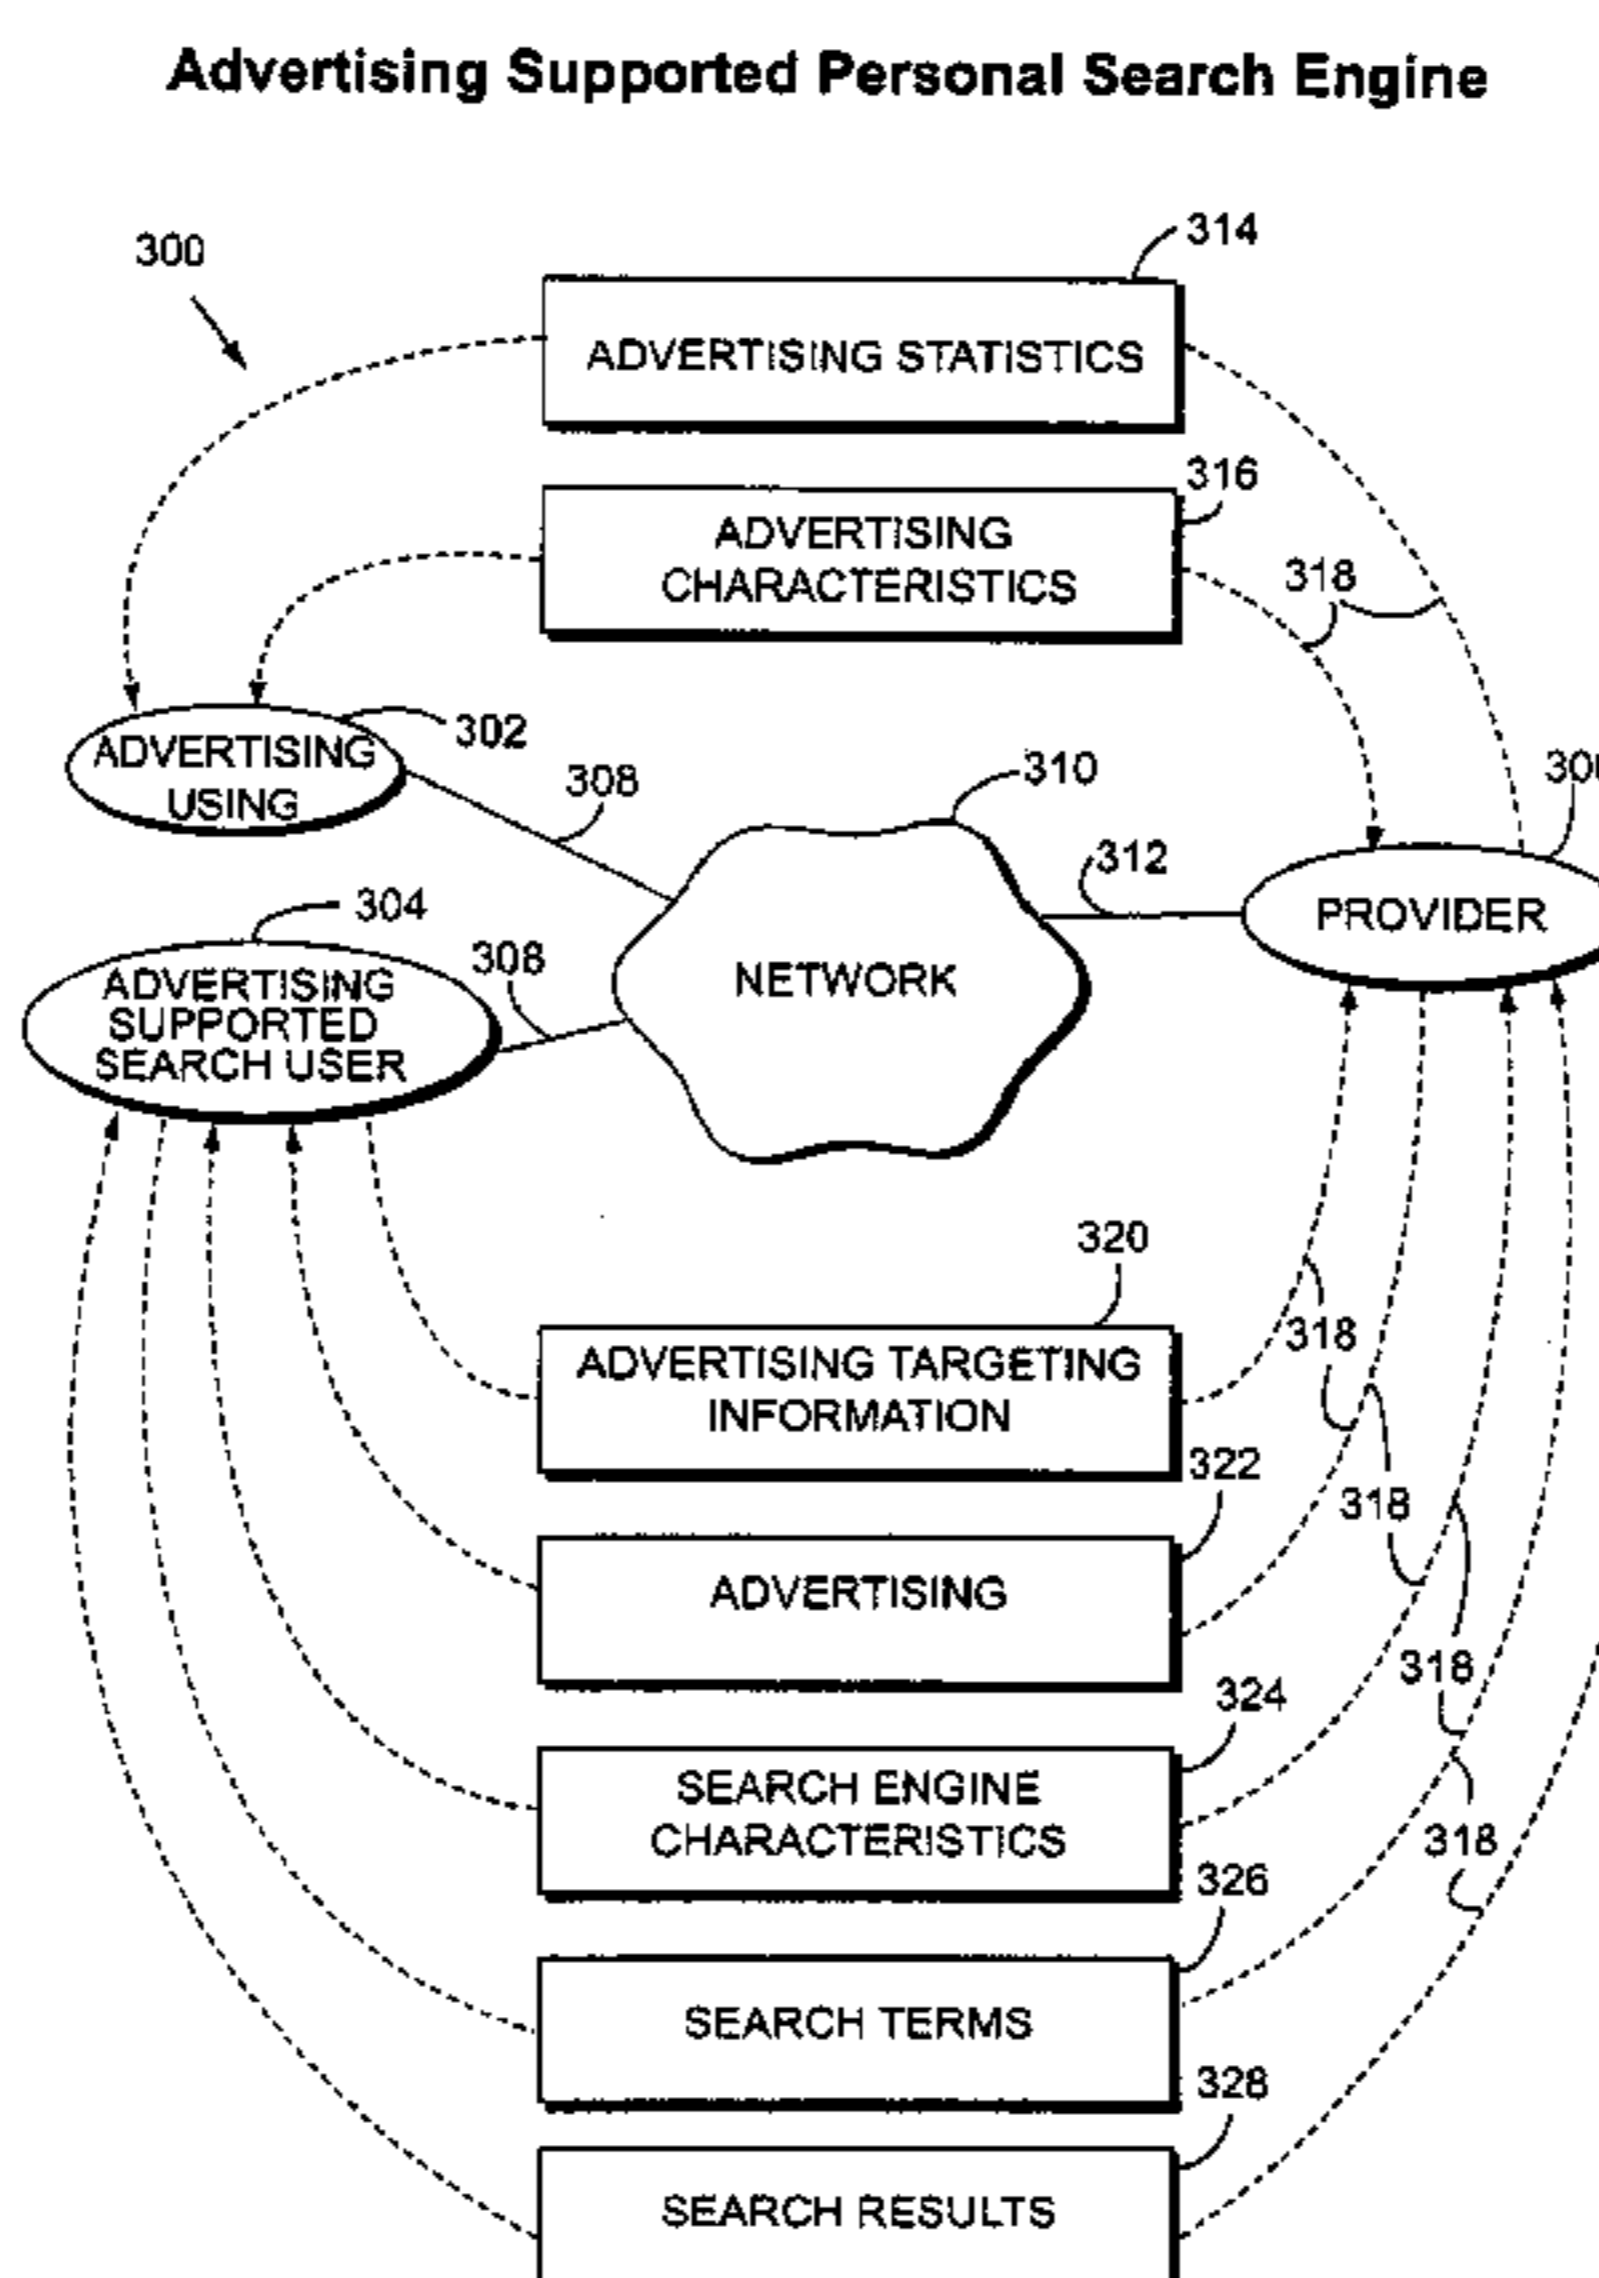 Advertising Supported Personal Search Engine
300
314
ADVERTISING STATISTICS
316
ADVERTISING
CHARACTERISTICS
318
302
ADVERTISING
USING
308
310
312
PROVIDER
304
308
ADVERTISING
SUPPORTED
SEARCH USER
NETWORK
320
318
ADVERTISING TARGETING
INFORMATION
322
318
ADVERTISING
318
324
SEARCH ENGINE
CHARACTERISTICS
318
326
SEARCH TERMS
328
SEARCH RESULTS